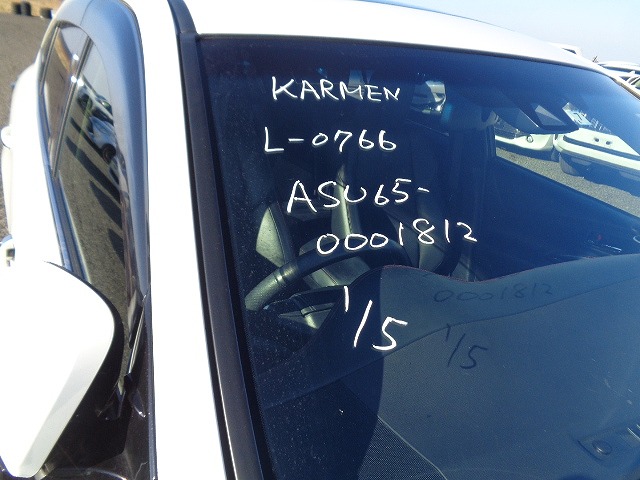 KARMEN
L-0766
ASU65-
0001812
1/5